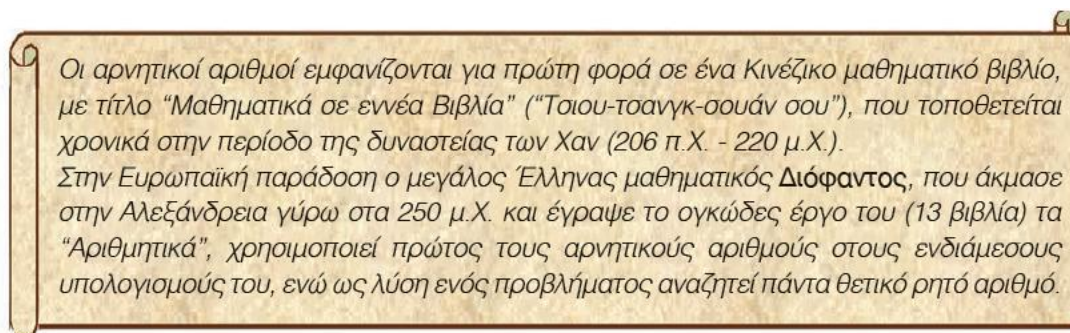 Οι αρνητικοί αριθμοί εμφανίζονται για πρώτη φορά σε ένα Κινέζικο μαθηματικό βιβλίο,
με τίτλο “Μαθηματικά σε εννέα Βιβλία” (“Τσιου-τσανγκ-σουάν σου”), που τοποθετείται
χρονικά στην περίοδο της δυναστείας των Χαν (206 π.Χ. - 220 μ.Χ.).
Στην Ευρωπαϊκή παράδοση ο μεγάλος Έλληνας μαθηματικός Διόφαντος, που άκμασε
στην Αλεξάνδρεια γύρω στα 250 μ.Χ. και έγραψε το ογκώδες έργο του (13 βιβλία) τα
“Αριθμητικά”, χρησιμοποιεί πρώτος τους αρνητικούς αριθμούς στους ενδιάμεσους
υπολογισμούς του, ενώ ως λύση ενός προβλήματος αναζητεί πάντα θετικό ρητό αριθμό.